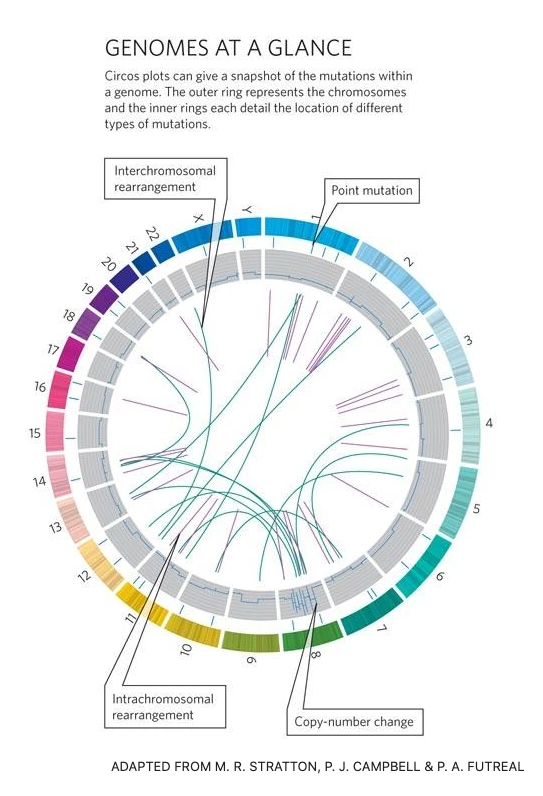 GENOMES AT A GLANCE
Circos plots can give a snapshot of the mutations within
a genome. The outer ring represents the chromosomes
and the inner rings each detail the location of different
types of mutations.
Interchromosomal
rearrangement
Point mutation
1
2
3
4
5
6
7
8
9
10
11
12
13
14
15
16
17
18
19
20
21
22
X
Y
Intrachromosomal
rearrangement
Copy-number change
ADAPTED FROM M. R. STRATTON, P. J. CAMPBELL & P. A. FUTREAL